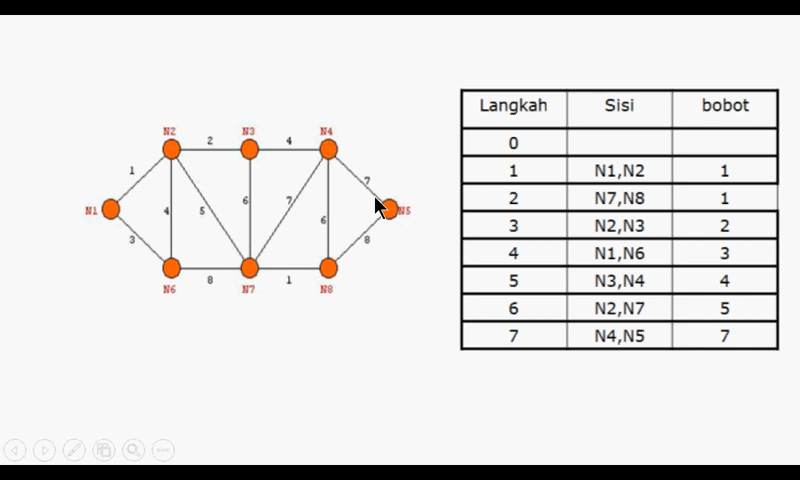 N2 N3 N4
2 4
1 7
4 5 6 7
N1 N5
6
3 8
8 1
N6 N7 N8
Langkah Sisi bobot
0
1 N1,N2 1
2 N7,N8 1
3 N2,N3 2
4 N1,N6 3
5 N3,N4 4
6 N2,N7 5
7 N4,N5 7